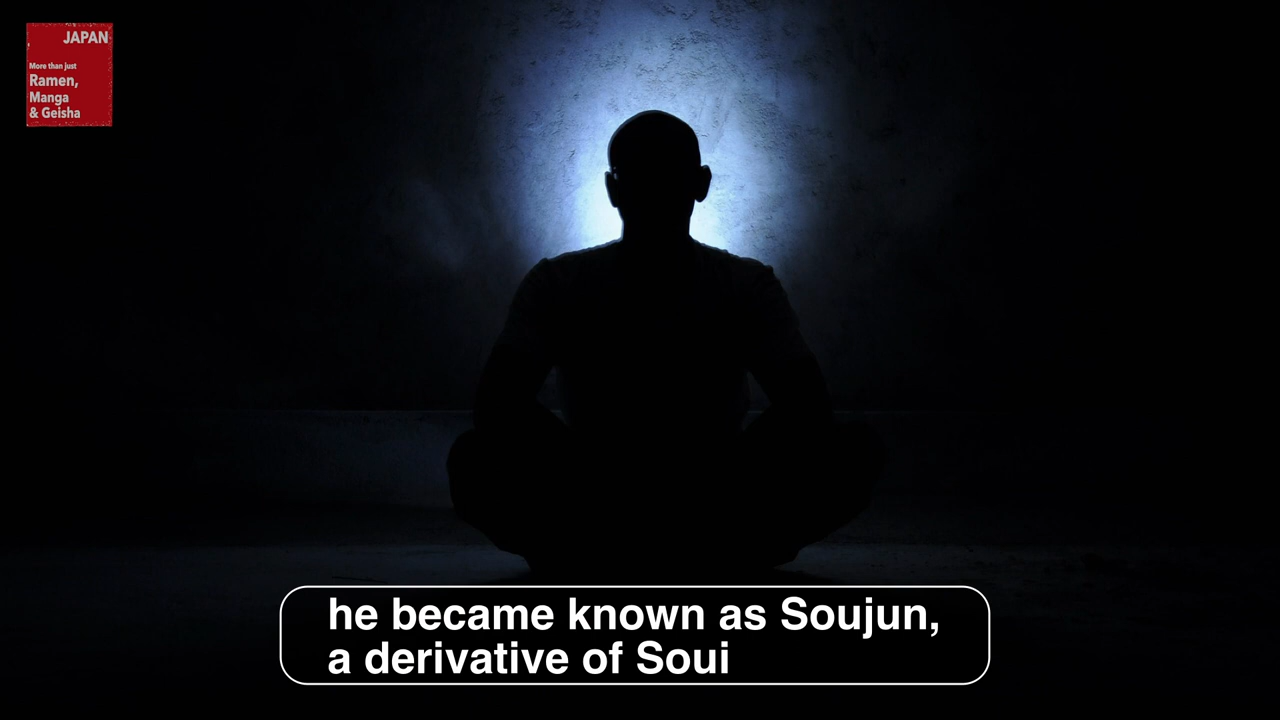 JAPAN
More than just
Ramen,
Manga
& Geisha
he became known as Soujun,
a derivative of Soui